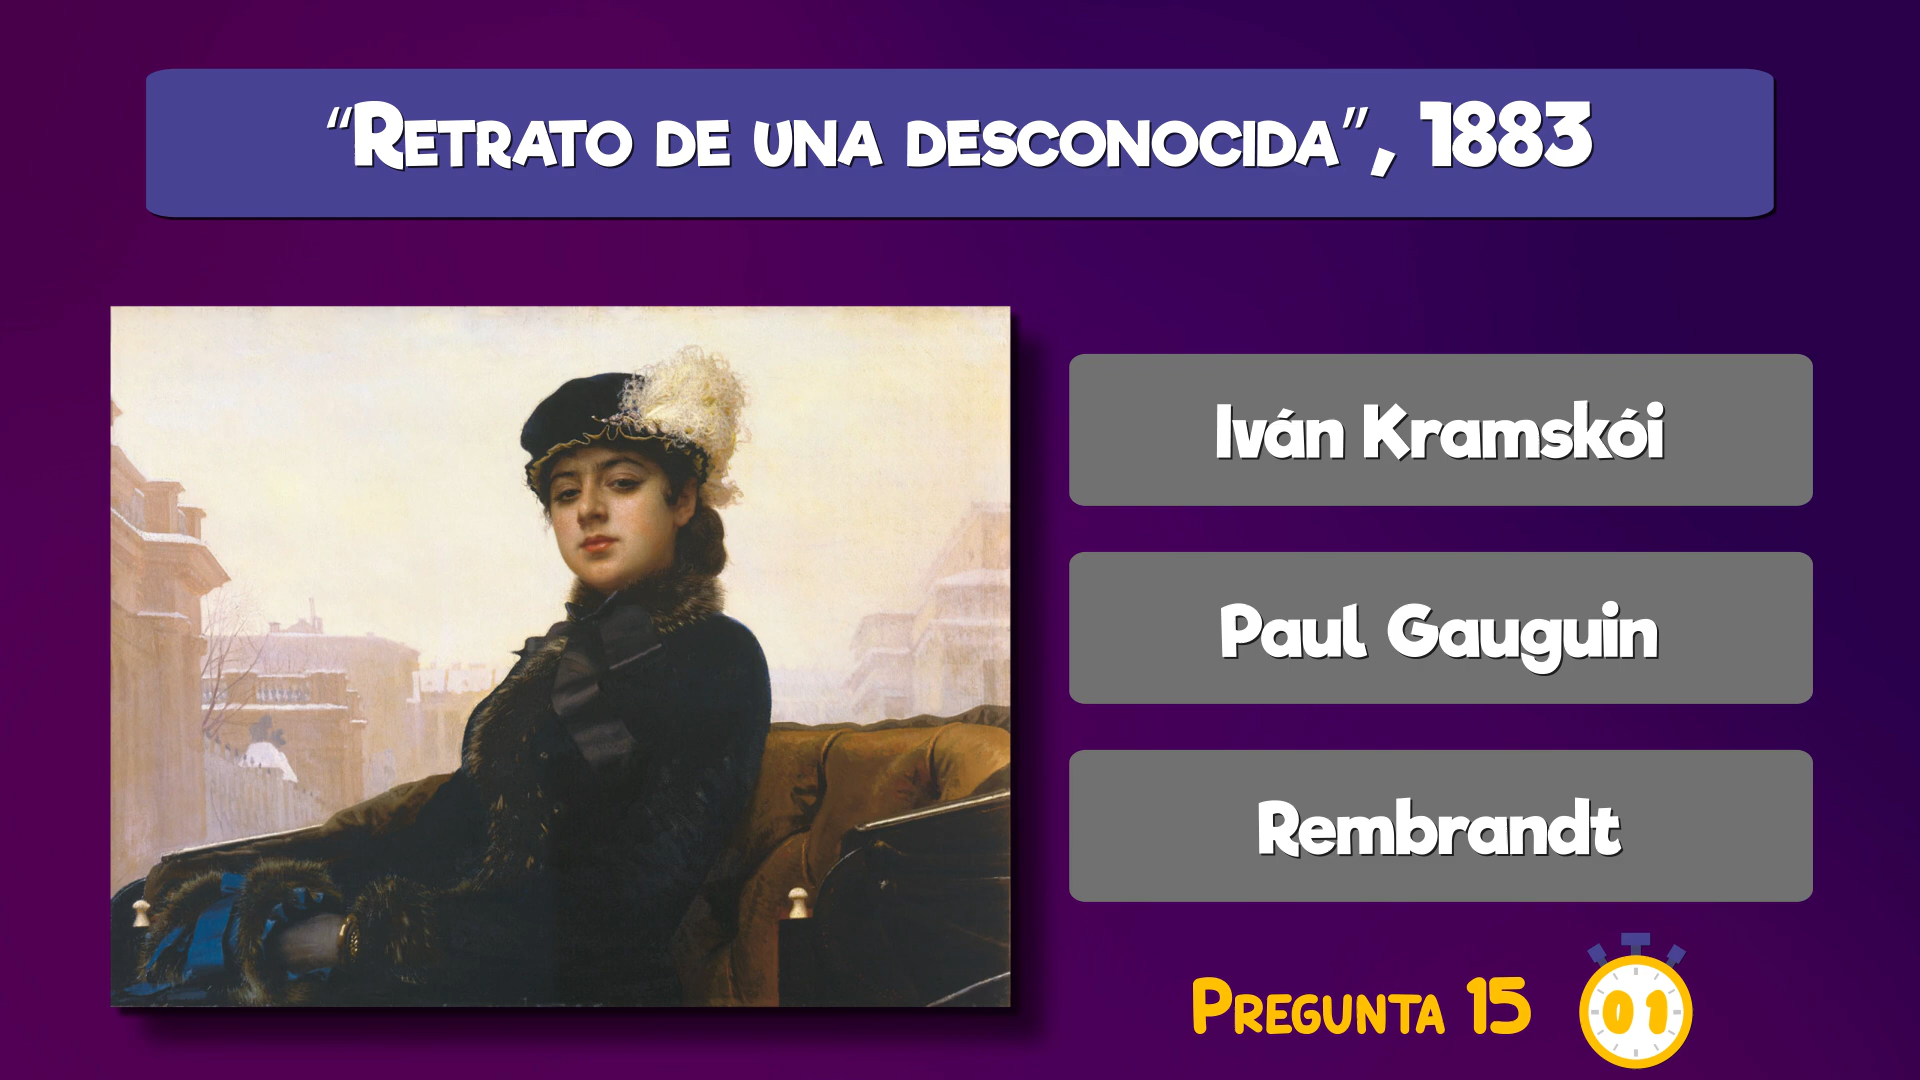 “Retrato de una desconocida”, 1883
Iván Kramskói
Paul Gauguin
Rembrandt
Pregunta 15
01